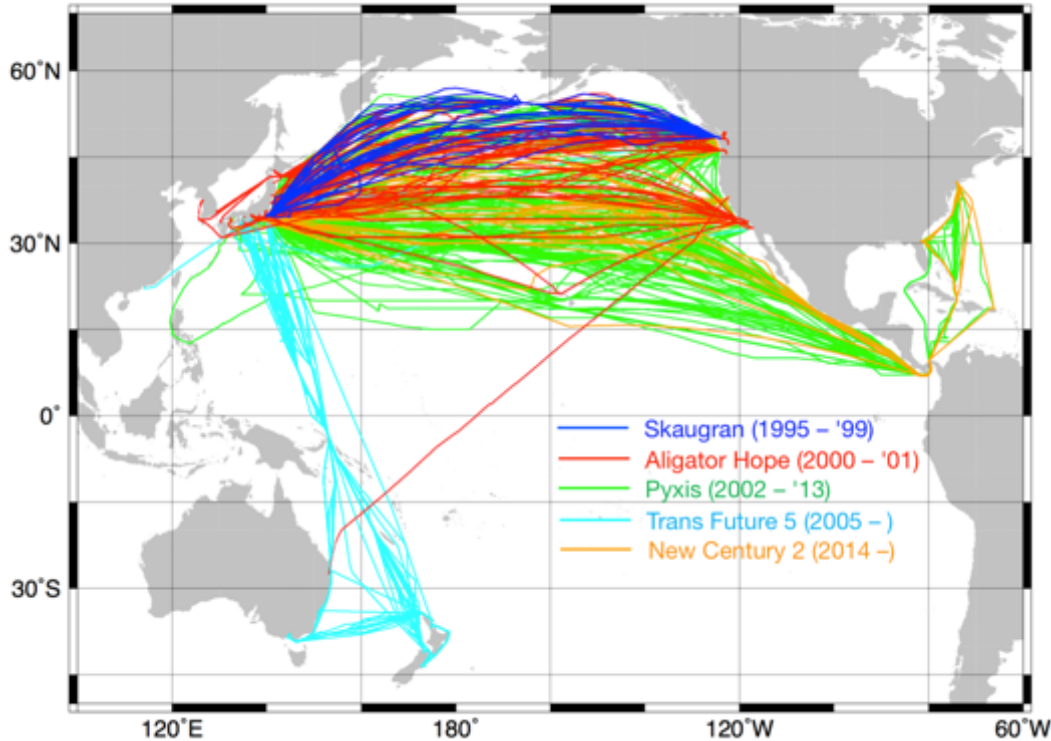 60°N
30°N
0°
30°S
Skaugran (1995 – '99)
Aligator Hope (2000 – '01)
Pyxis (2002 – '13)
Trans Future 5 (2005 – )
New Century 2 (2014 –)
120°E
180°
120°W
60°W